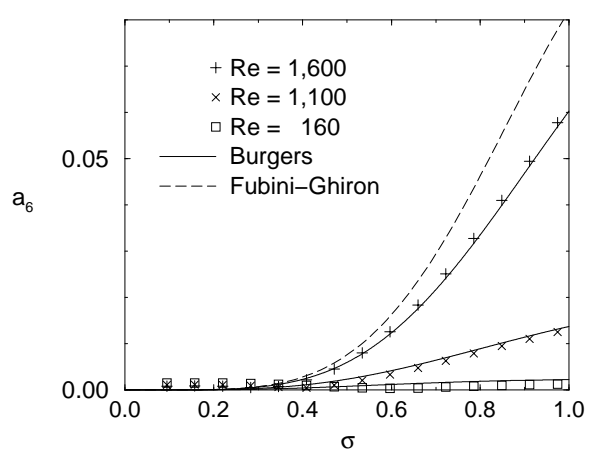 + Re = 1,600
× Re = 1,100
□ Re = 160
Burgers
Fubini−Ghiron
0.05
a6
0.00
0.0 0.2 0.4 0.6 0.8 1.0
σ